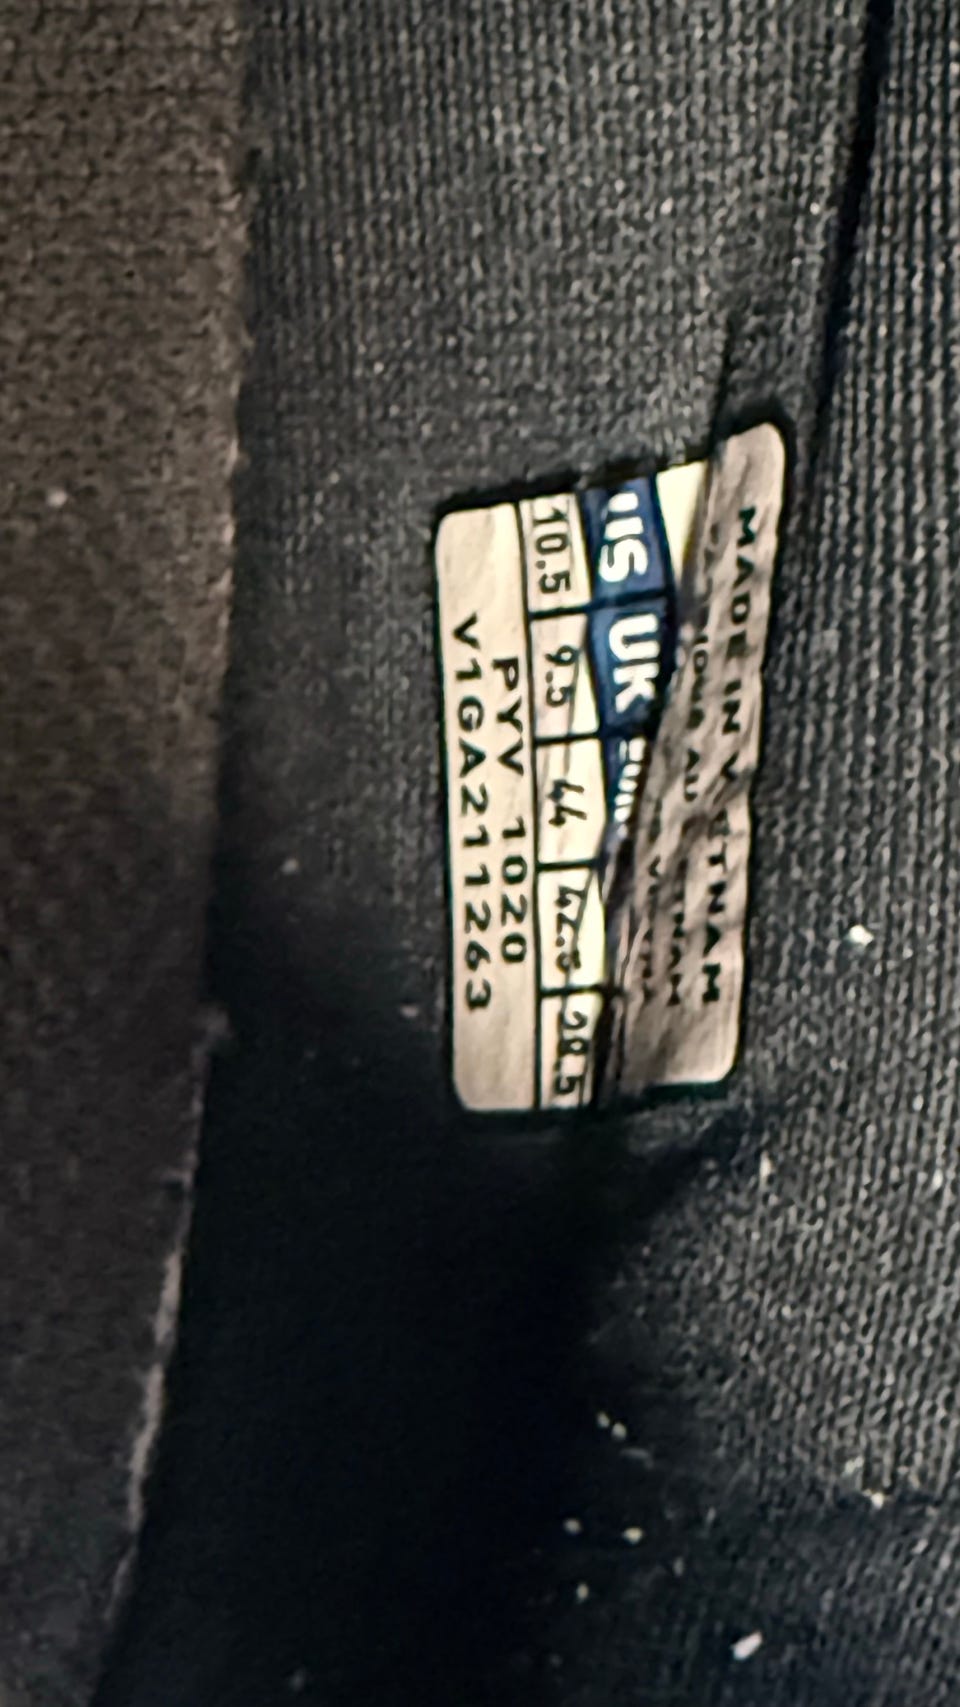 MADE IN VIETNAM
US UK
10.5 9.5 44 42.5 28.5
PYV 1020
V1GA211263